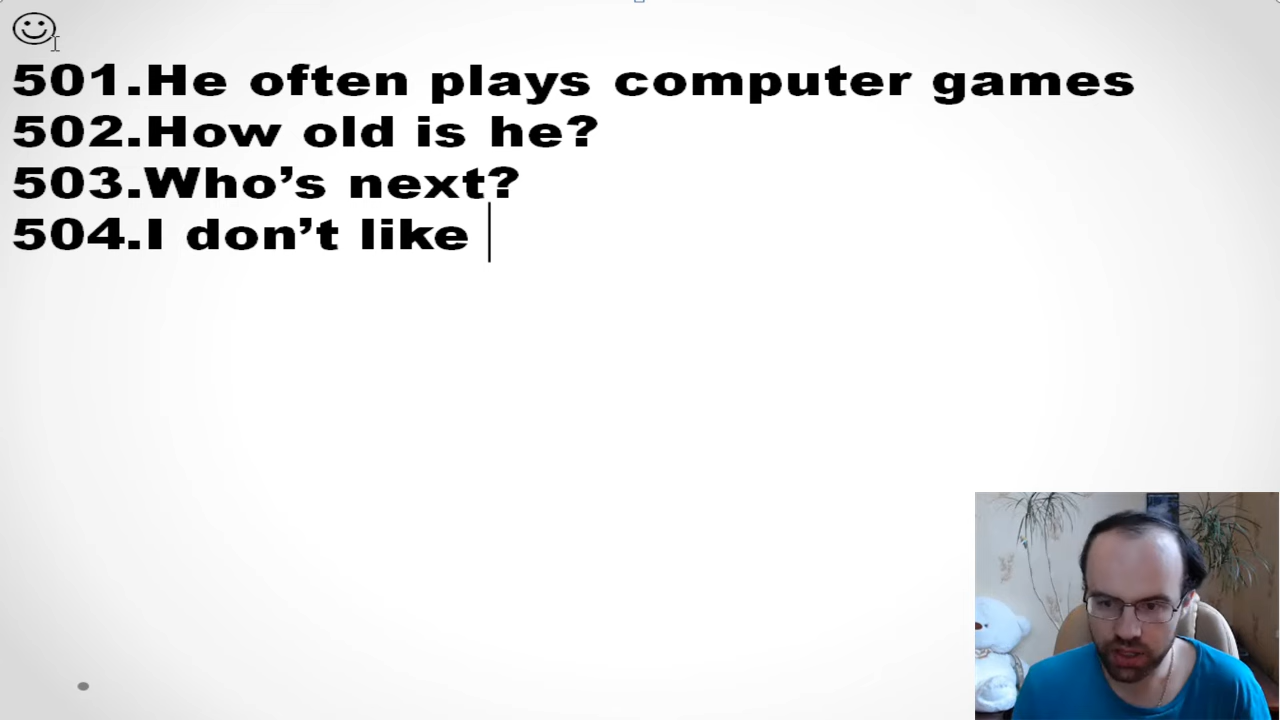 501.He often plays computer games
502.How old is he?
503.Who’s next?
504.I don’t like